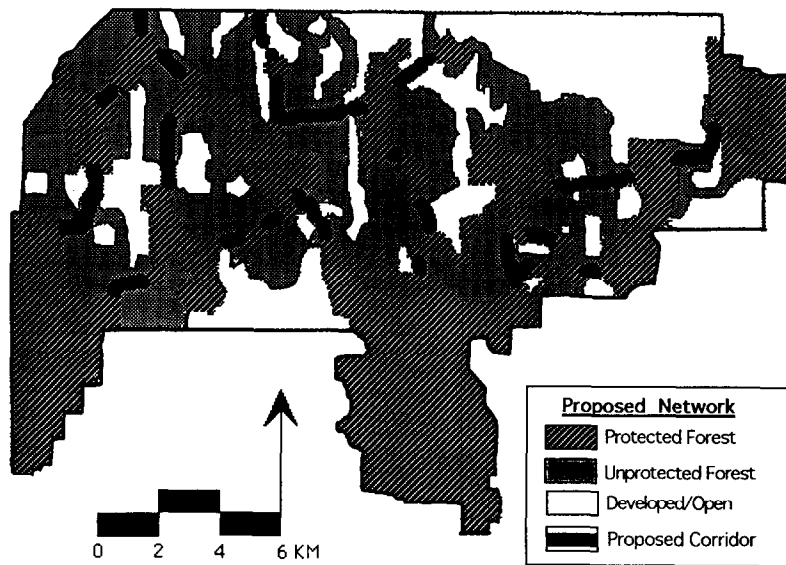 Proposed Network
Protected Forest
Unprotected Forest
Developed/Open
Proposed Corridor
0 2 4 6 KM